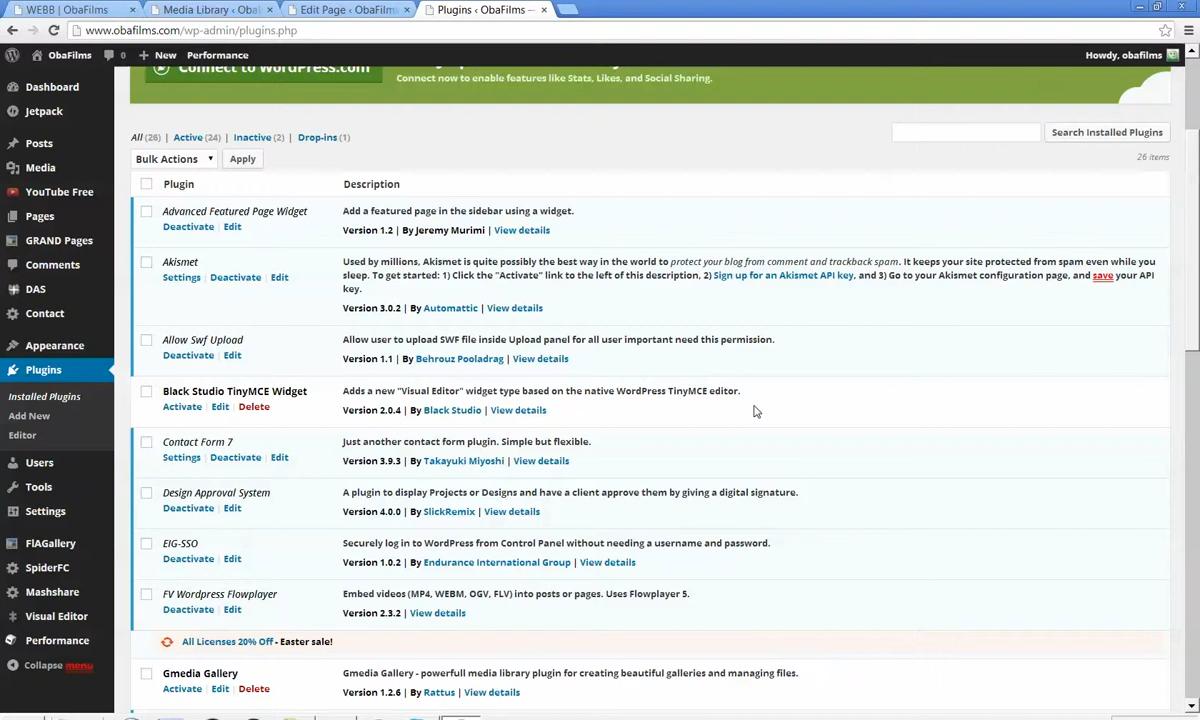 WEBB | ObaFilms
Media Library ‹ Oba
Edit Page ‹ ObaFilm
Plugins ‹ ObaFilms —
www.obafilms.com/wp-admin/plugins.php
ObaFilms 0 + New Performance
Howdy, obafilms
Connect to WordPress.com
Connect now to enable features like Stats, Likes, and Social Sharing.
Dashboard
Jetpack
Posts
Media
YouTube Free
Pages
GRAND Pages
Comments
DAS
Contact
Appearance
Plugins
Installed Plugins
Add New
Editor
Users
Tools
Settings
FlAGallery
SpiderFC
Mashshare
Visual Editor
Performance
Collapse menu
All (26) | Active (24) | Inactive (2) | Drop-ins (1)
Search Installed Plugins
Bulk Actions Apply
26 items
Plugin Description
Advanced Featured Page Widget
Deactivate | Edit
Add a featured page in the sidebar using a widget.
Version 1.2 | By Jeremy Murimi | View details
Akismet
Settings | Deactivate | Edit
Used by millions, Akismet is quite possibly the best way in the world to protect your blog from comment and trackback spam. It keeps your site protected from spam even while you
sleep. To get started: 1) Click the "Activate" link to the left of this description, 2) Sign up for an Akismet API key, and 3) Go to your Akismet configuration page, and save your API
key.
Version 3.0.2 | By Automattic | View details
Allow Swf Upload
Deactivate | Edit
Allow user to upload SWF file inside Upload panel for all user important need this permission.
Version 1.1 | By Behrouz Pooladrag | View details
Black Studio TinyMCE Widget
Activate | Edit | Delete
Adds a new "Visual Editor" widget type based on the native WordPress TinyMCE editor.
Version 2.0.4 | By Black Studio | View details
Contact Form 7
Settings | Deactivate | Edit
Just another contact form plugin. Simple but flexible.
Version 3.9.3 | By Takayuki Miyoshi | View details
Design Approval System
Deactivate | Edit
A plugin to display Projects or Designs and have a client approve them by giving a digital signature.
Version 4.0.0 | By SlickRemix | View details
EIG-SSO
Deactivate | Edit
Securely log in to WordPress from Control Panel without needing a username and password.
Version 1.0.2 | By Endurance International Group | View details
FV Wordpress Flowplayer
Deactivate | Edit
Embed videos (MP4, WEBM, OGV, FLV) into posts or pages. Uses Flowplayer 5.
Version 2.3.2 | View details
All Licenses 20% Off - Easter sale!
Gmedia Gallery
Activate | Edit | Delete
Gmedia Gallery - powerfull media library plugin for creating beautiful galleries and managing files.
Version 1.2.6 | By Rattus | View details